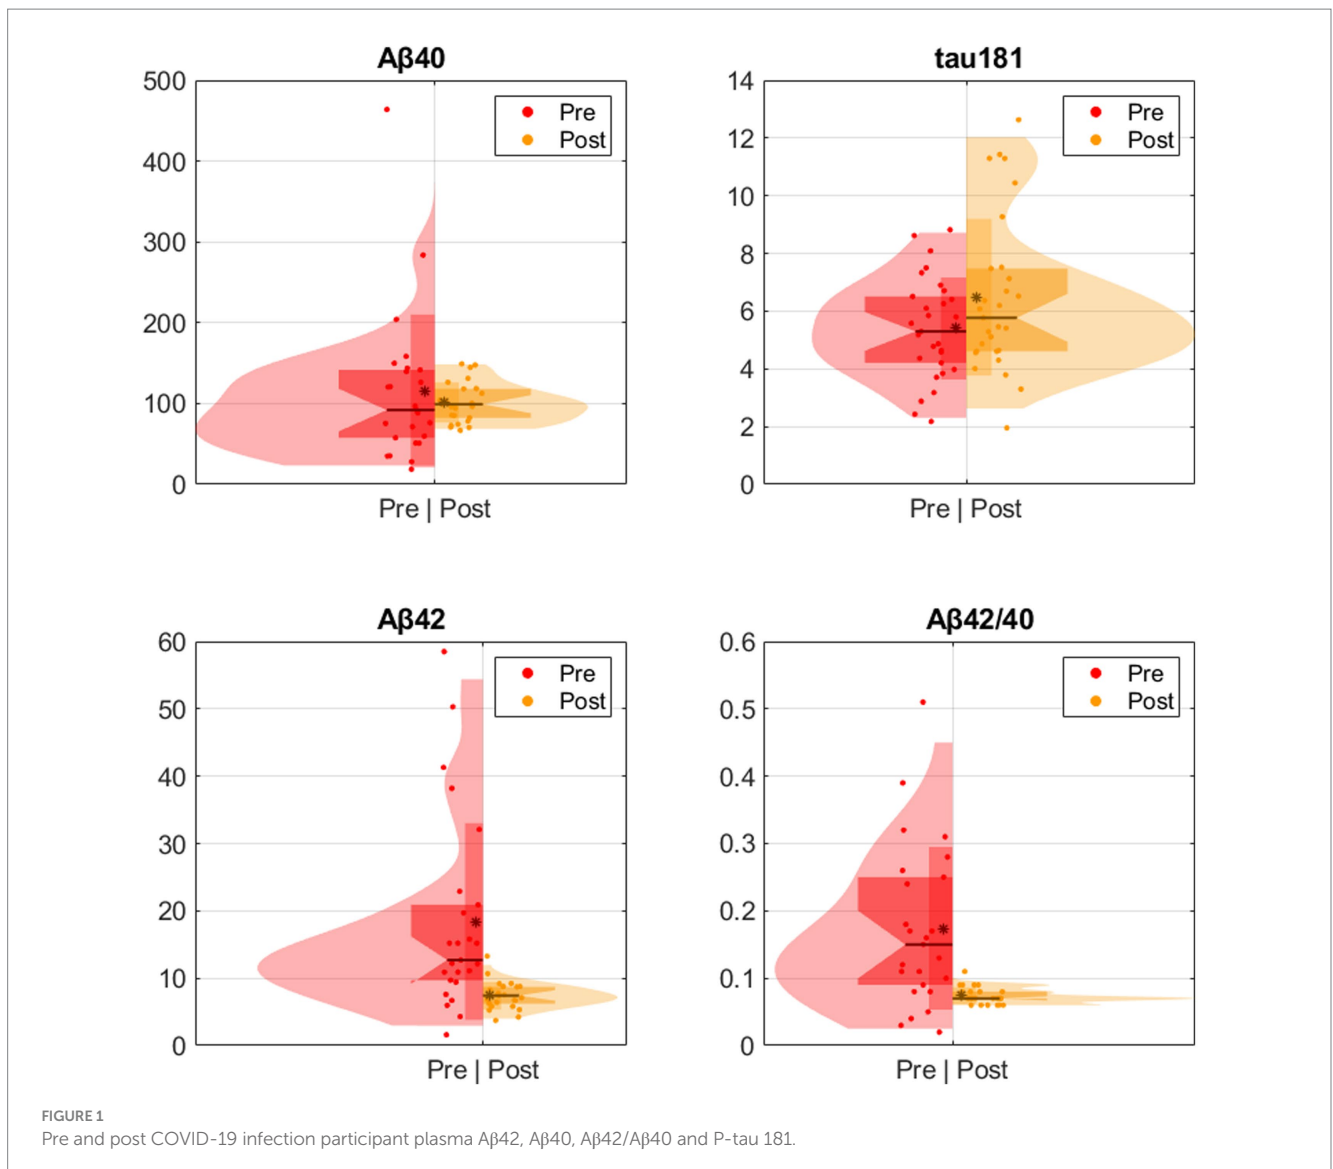 Aβ40
500
400
300
200
100
0
Pre
Post
Pre | Post
tau181
14
12
10
8
6
4
2
0
Pre
Post
Pre | Post
Aβ42
60
50
40
30
20
10
0
Pre
Post
Pre | Post
Aβ42/40
0.6
0.5
0.4
0.3
0.2
0.1
0
Pre
Post
Pre | Post
FIGURE 1
Pre and post COVID-19 infection participant plasma Aβ42, Aβ40, Aβ42/Aβ40 and P-tau 181.